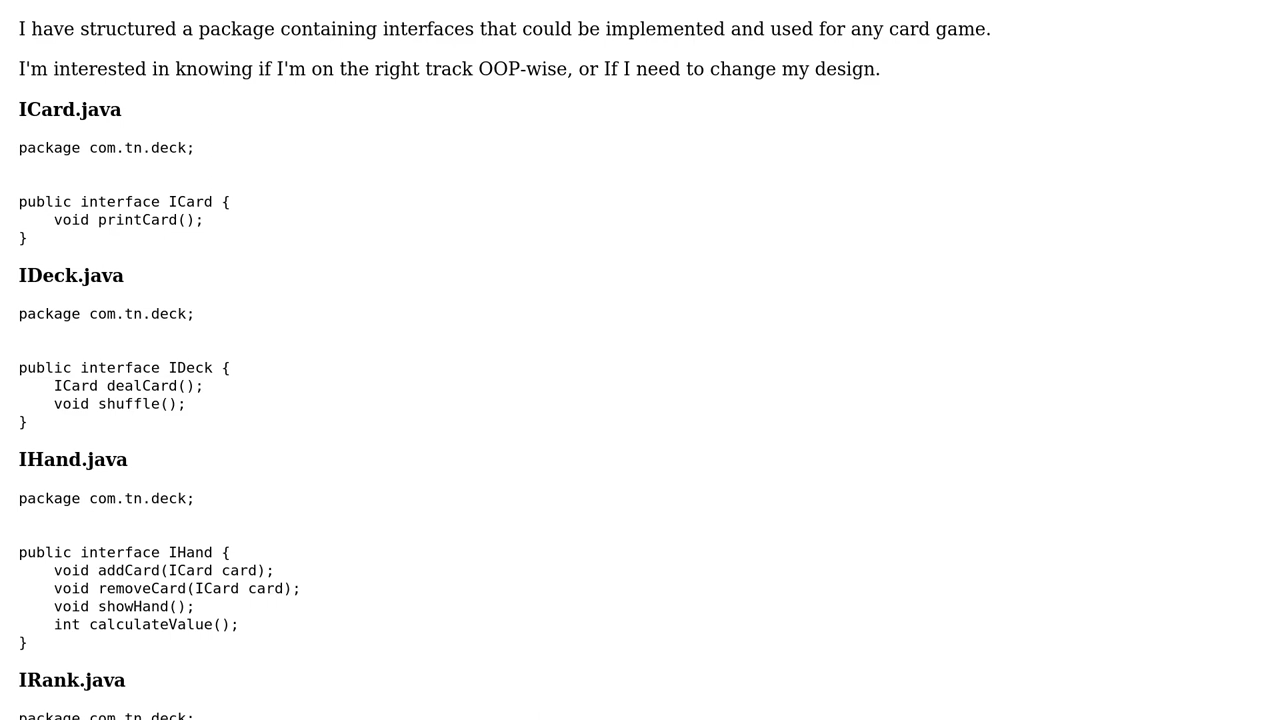 I have structured a package containing interfaces that could be implemented and used for any card game.
I'm interested in knowing if I'm on the right track OOP-wise, or If I need to change my design.
ICard.java
package com.tn.deck;
public interface ICard {
    void printCard();
}
IDeck.java
package com.tn.deck;
public interface IDeck {
    ICard dealCard();
    void shuffle();
}
IHand.java
package com.tn.deck;
public interface IHand {
    void addCard(ICard card);
    void removeCard(ICard card);
    void showHand();
    int calculateValue();
}
IRank.java
package com.tn.deck;